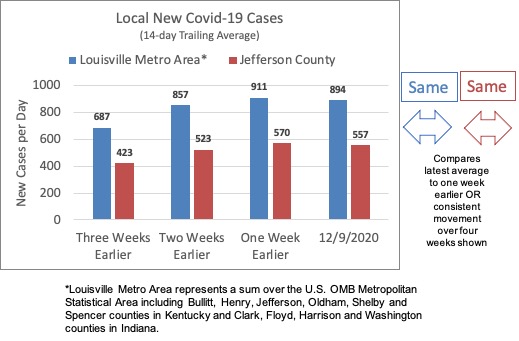 Local New Covid-19 Cases
(14-day Trailing Average)
Louisville Metro Area* Jefferson County
New Cases per Day
1000
800
600
400
200
0
687
423
857
523
911
570
894
557
Three Weeks
Earlier
Two Weeks
Earlier
One Week
Earlier
12/9/2020
Same Same
Compares
latest average
to one week
earlier OR
consistent
movement
over four
weeks shown
*Louisville Metro Area represents a sum over the U.S. OMB Metropolitan
Statistical Area including Bullitt, Henry, Jefferson, Oldham, Shelby and
Spencer counties in Kentucky and Clark, Floyd, Harrison and Washington
counties in Indiana.